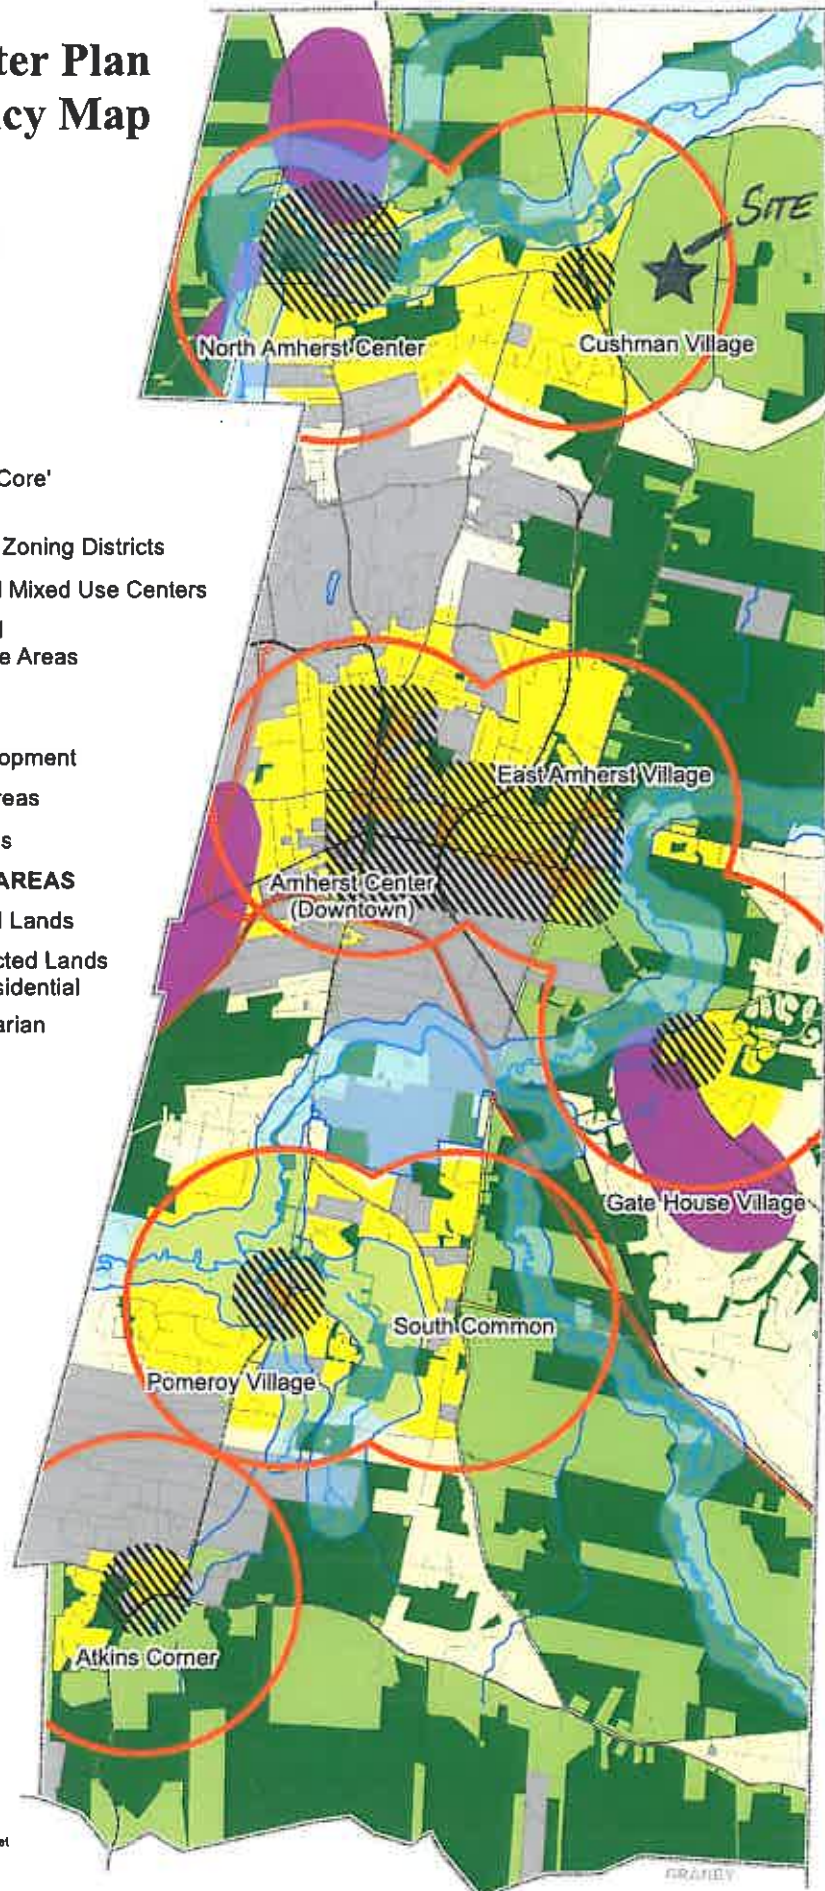 ter Plan
cy Map
SITE
North Amherst Center
Cushman Village
Core'
Zoning Districts
Mixed Use Centers
e Areas
East Amherst Village
opment
reas
s
AREAS
Amherst Center
(Downtown)
Lands
cted Lands
sidential
arian
Gate House Village
South Common
Pomeroy Village
Atkins Corner
et
GRANBY